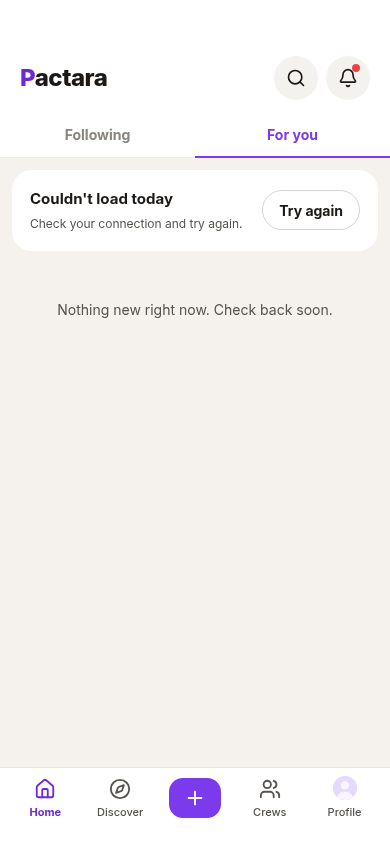 Pactara
Following
For you
Couldn't load today
Check your connection and try again.
Try again
Nothing new right now. Check back soon.
Home
Discover
Crews
Profile